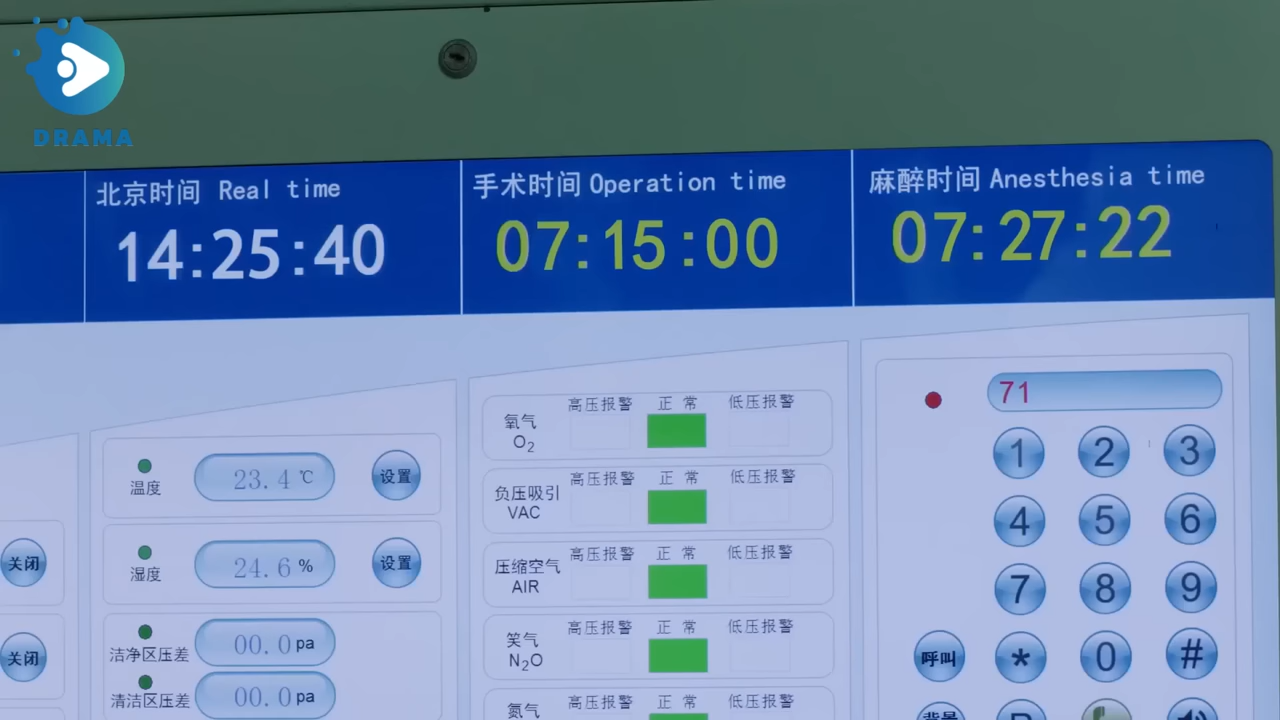 DRAMA
北京时间 Real time
14:25:40
手术时间 Operation time
07:15:00
麻醉时间 Anesthesia time
07:27:22
关闭
关闭
温度
23.4 ℃
设置
湿度
24.6 %
设置
洁净区压差
00.0 pa
清洁区压差
00.0 pa
高压报警 正常 低压报警
氧气
O2
高压报警 正常 低压报警
负压吸引
VAC
高压报警 正常 低压报警
压缩空气
AIR
高压报警 正常 低压报警
笑气
N2O
高压报警 正常 低压报警
氮气
71
1 2 3
4 5 6
7 8 9
呼叫 * 0 #
背景 R